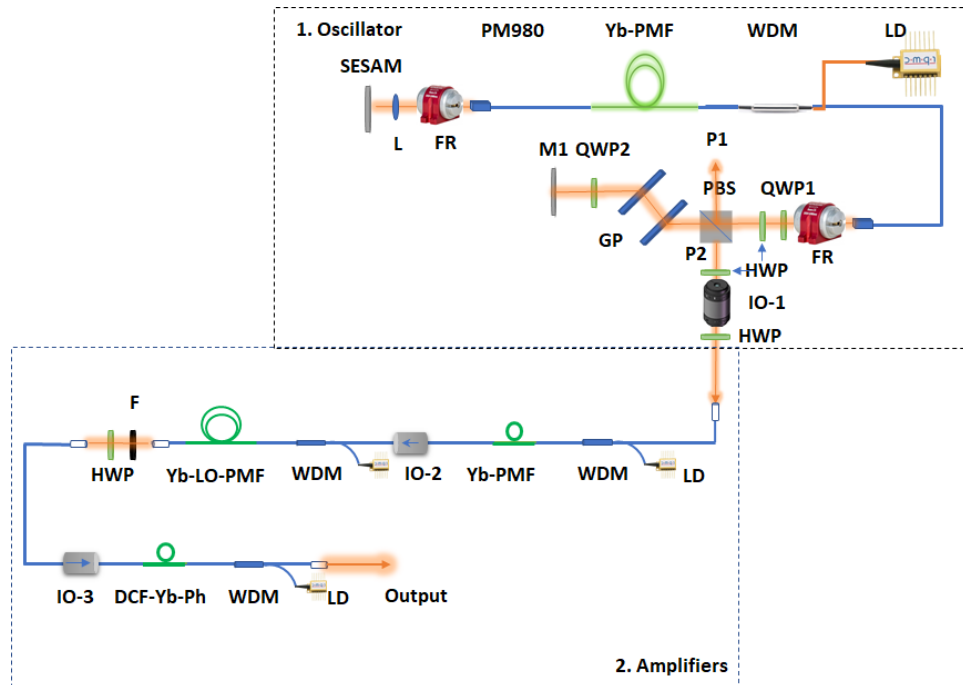 1. Oscillator PM980 Yb-PMF WDM LD
SESAM
L FR
P1
M1 QWP2
PBS QWP1
GP
P2 FR
HWP
IO-1
HWP
F
HWP Yb-LO-PMF WDM IO-2 Yb-PMF WDM LD
IO-3 DCF-Yb-Ph WDM LD Output
2. Amplifiers